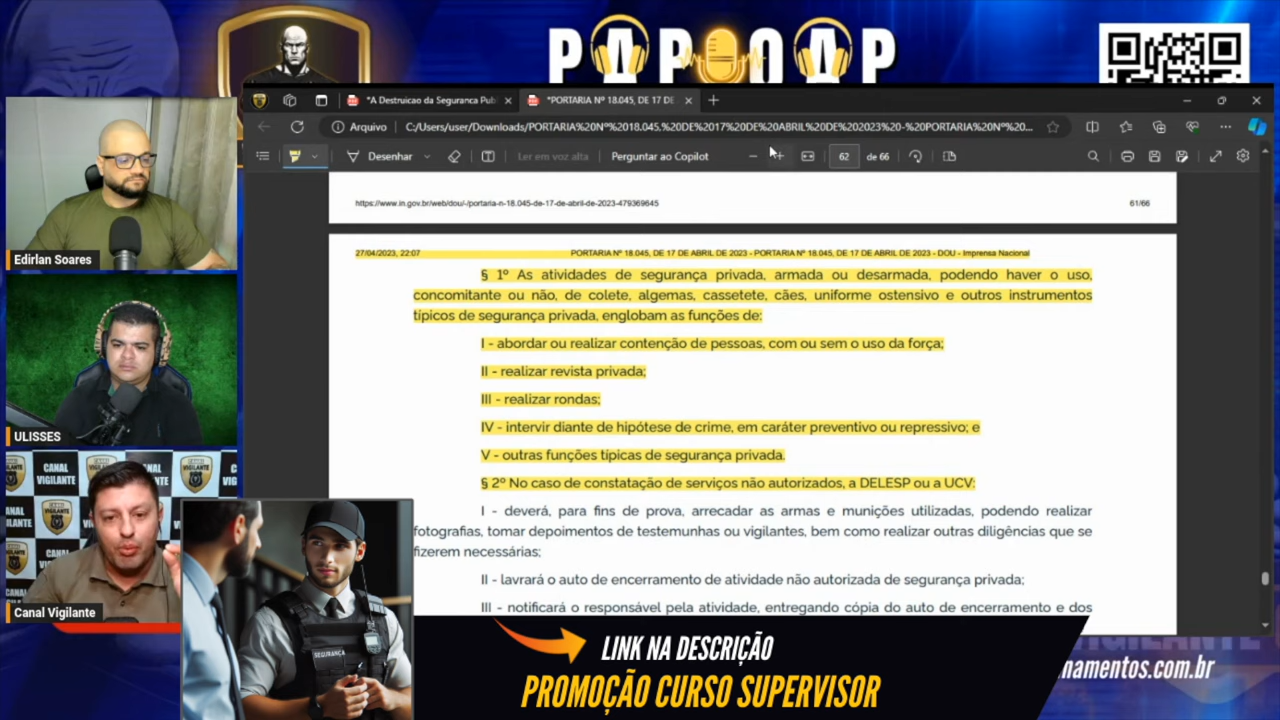 PAP QAP
*A Destruicao da Seguranca Pub
*PORTARIA Nº 18.045, DE 17 DE
Arquivo
C:/Users/user/Downloads/PORTARIA%20Nº%2018.045,%20DE%2017%20DE%20ABRIL%20DE%202023%20-%20PORTARIA%20Nº%20...
Desenhar
Ler em voz alta
Perguntar ao Copilot
62
de 66
https://www.in.gov.br/web/dou/-/portaria-n-18.045-de-17-de-abril-de-2023-479369645
61/66
27/04/2023, 22:07
PORTARIA Nº 18.045, DE 17 DE ABRIL DE 2023 - PORTARIA Nº 18.045, DE 17 DE ABRIL DE 2023 - DOU - Imprensa Nacional
§ 1º As atividades de segurança privada, armada ou desarmada, podendo haver o uso,
concomitante ou não, de colete, algemas, cassetete, cães, uniforme ostensivo e outros instrumentos
típicos de segurança privada, englobam as funções de:
I - abordar ou realizar contenção de pessoas, com ou sem o uso da força;
II - realizar revista privada;
III - realizar rondas;
IV - intervir diante de hipótese de crime, em caráter preventivo ou repressivo; e
V - outras funções típicas de segurança privada.
§ 2º No caso de constatação de serviços não autorizados, a DELESP ou a UCV:
I - deverá, para fins de prova, arrecadar as armas e munições utilizadas, podendo realizar
fotografias, tomar depoimentos de testemunhas ou vigilantes, bem como realizar outras diligências que se
fizerem necessárias;
II - lavrará o auto de encerramento de atividade não autorizada de segurança privada;
III - notificará o responsável pela atividade, entregando cópia do auto de encerramento e dos
Edirlan Soares
ULISSES
CANAL
VIGILANTE
Canal Vigilante
SEGURANÇA
LINK NA DESCRIÇÃO
PROMOÇÃO CURSO SUPERVISOR
namentos.com.br